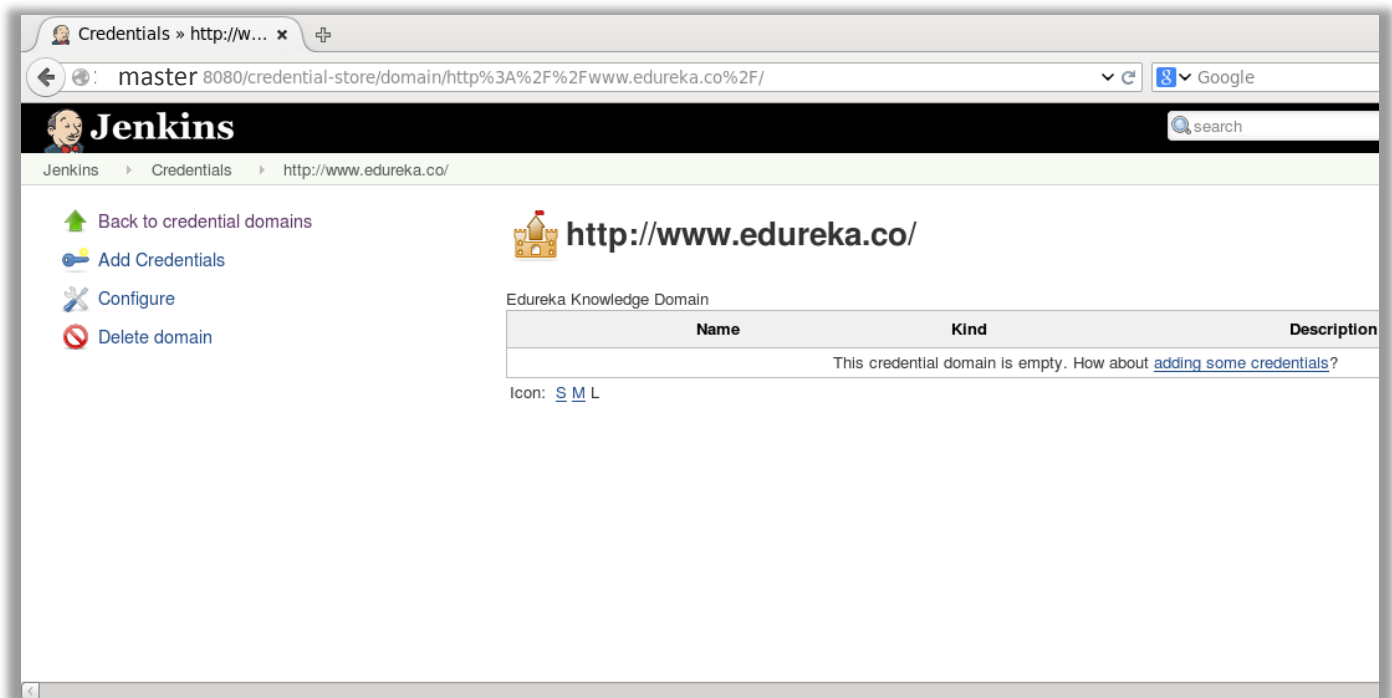 Credentials » http://w... ×
master 8080/credential-store/domain/http%3A%2F%2Fwww.edureka.co%2F/
8 Google
Jenkins
search
Jenkins Credentials http://www.edureka.co/
Back to credential domains
Add Credentials
Configure
Delete domain
http://www.edureka.co/
Edureka Knowledge Domain
Name Kind Description
This credential domain is empty. How about adding some credentials?
Icon: S M L